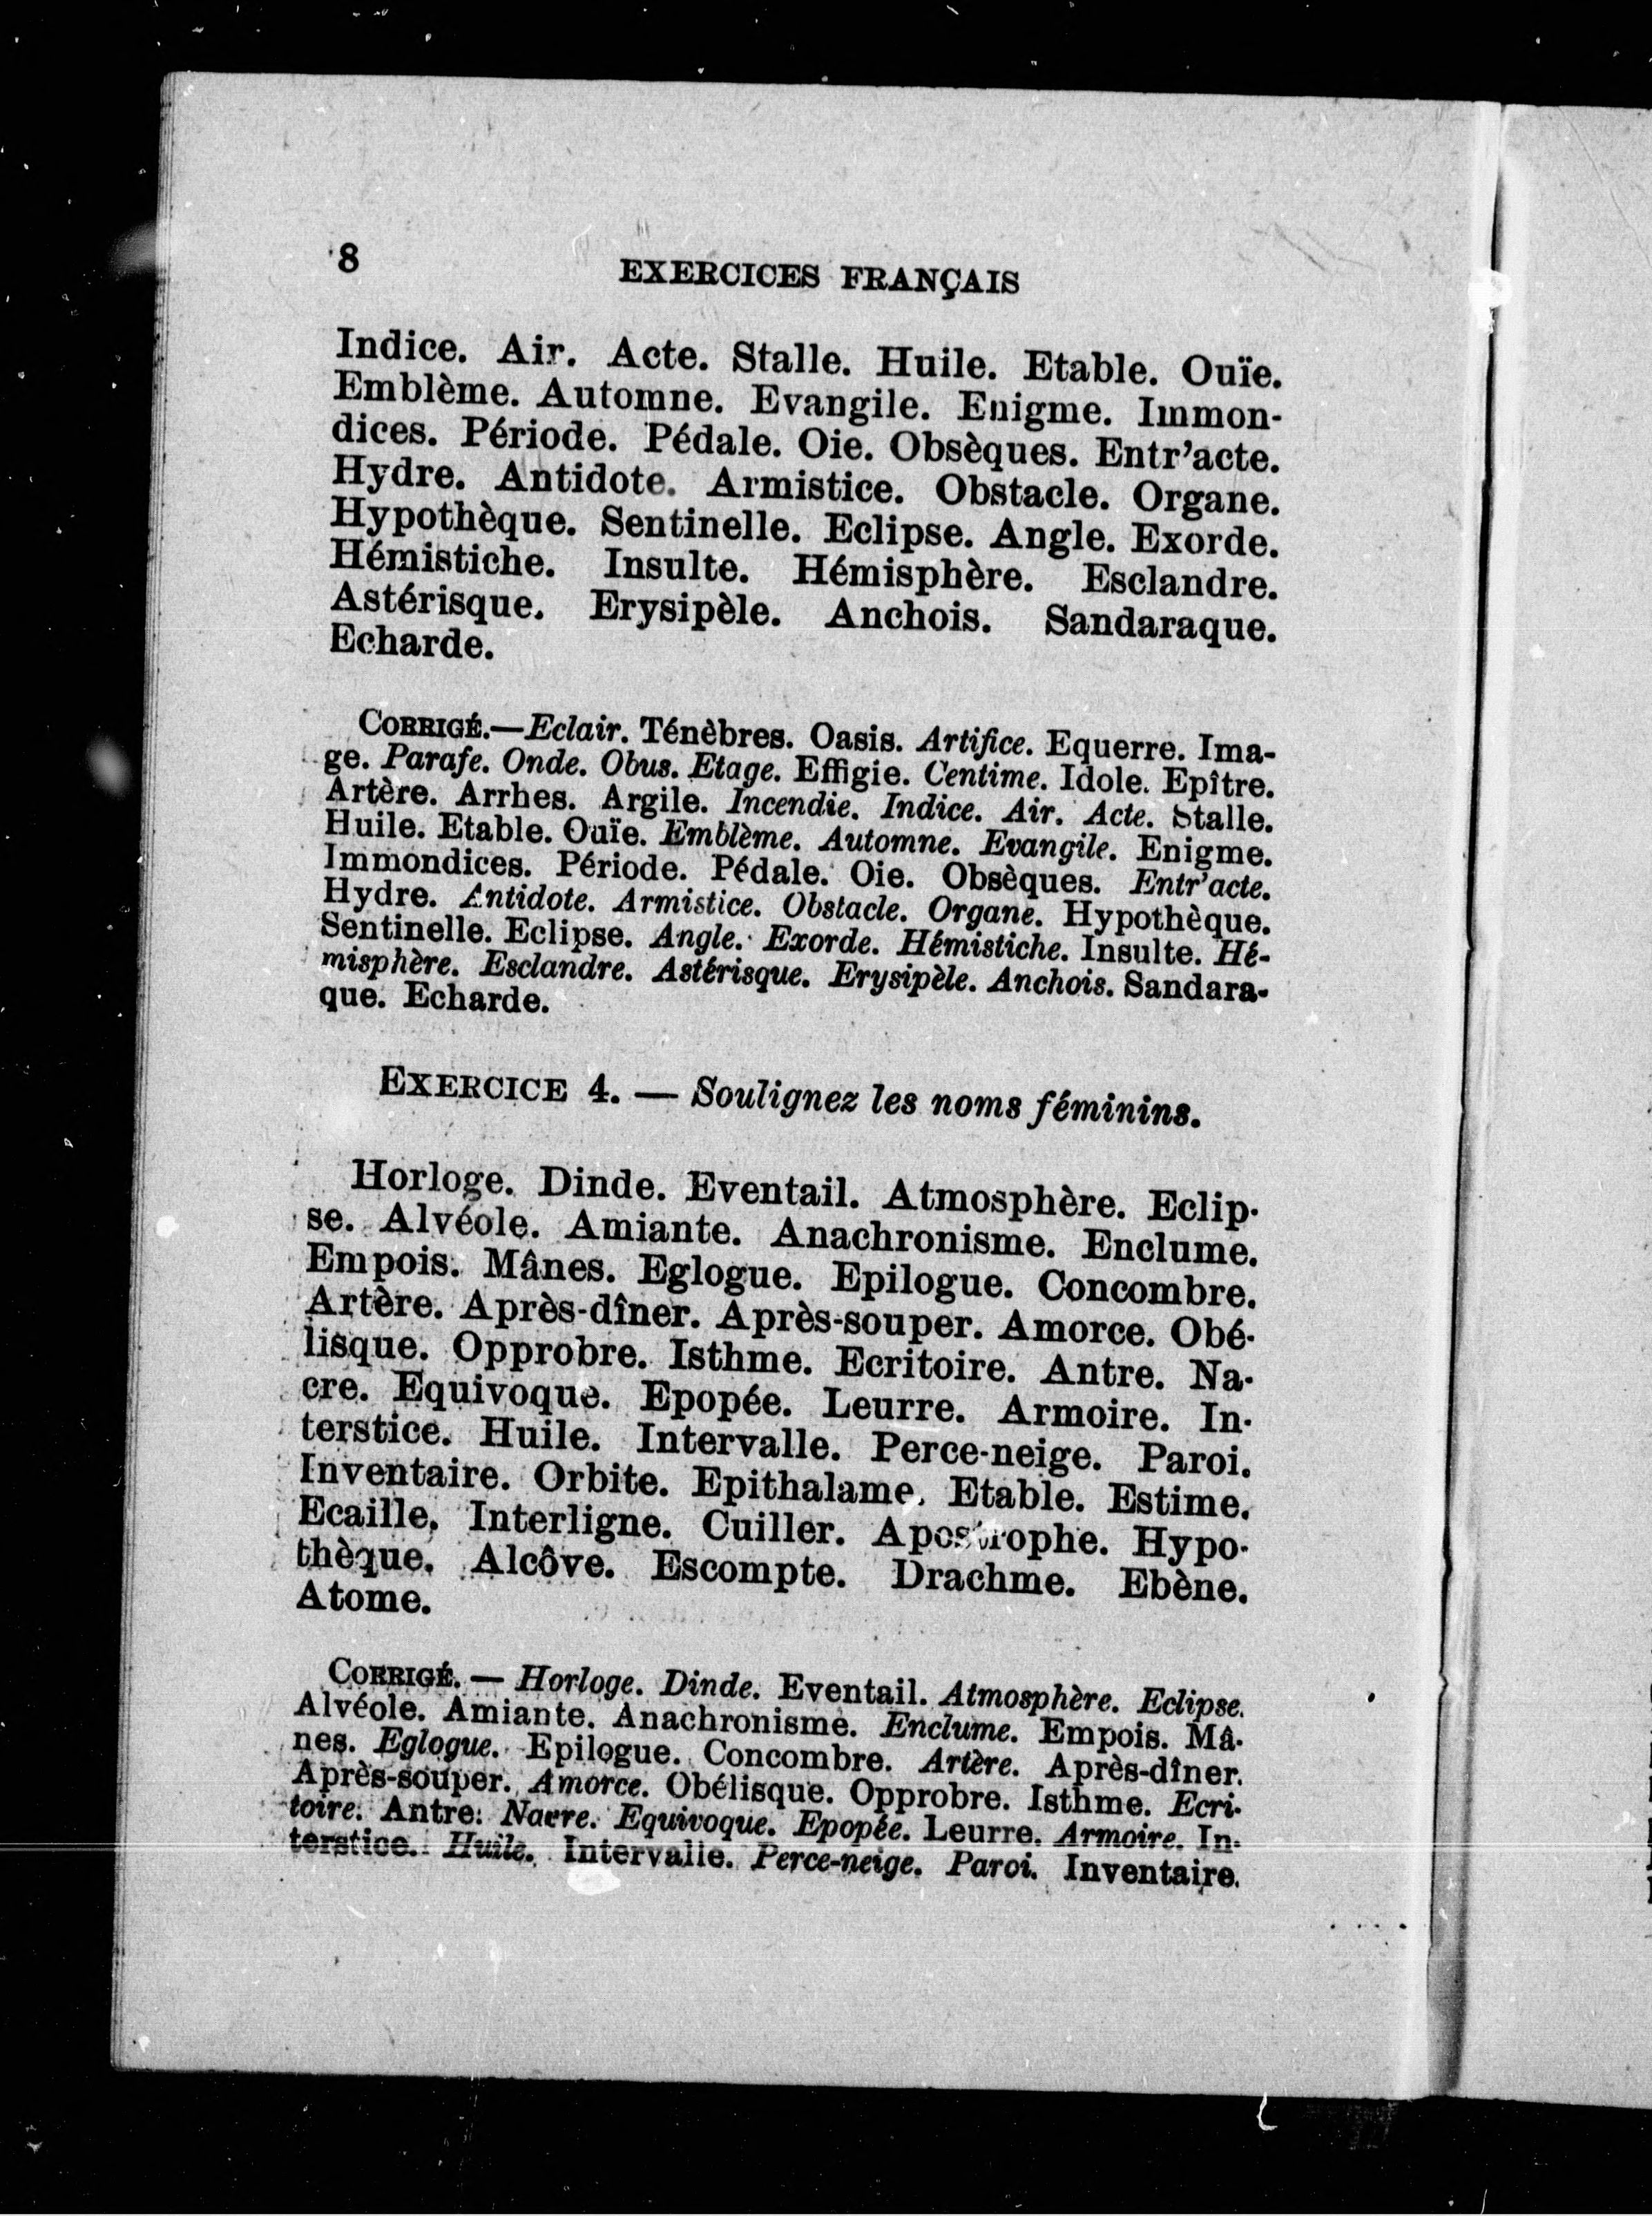 8
EXERCICES FRANÇAIS
Indice. Air. Acte. Stalle. Huile. Etable. Ouïe.
Emblème. Automne. Evangile. Enigme. Immon-
dices. Période. Pédale. Oie. Obsèques. Entr'acte.
Hydre. Antidote. Armistice. Obstacle. Organe.
Hypothèque. Sentinelle. Eclipse. Angle. Exorde.
Hémistiche. Insulte. Hémisphère. Esclandre.
Astérisque. Erysipèle. Anchois. Sandaraque.
Echarde.
CORRIGÉ.—Eclair. Ténèbres. Oasis. Artifice. Equerre. Ima-
ge. Parafe. Onde. Obus. Etage. Effigie. Centime. Idole. Epître.
Artère. Arrhes. Argile. Incendie. Indice. Air. Acte. Stalle.
Huile. Etable. Ouïe. Emblème. Automne. Evangile. Enigme.
Immondices. Période. Pédale. Oie. Obsèques. Entr'acte.
Hydre. Antidote. Armistice. Obstacle. Organe. Hypothèque.
Sentinelle. Eclipse. Angle. Exorde. Hémistiche. Insulte. Hé-
misphère. Esclandre. Astérisque. Erysipèle. Anchois. Sandara-
que. Echarde.
EXERCICE 4. — Soulignez les noms féminins.
Horloge. Dinde. Eventail. Atmosphère. Eclip-
se. Alvéole. Amiante. Anachronisme. Enclume.
Empois. Mânes. Eglogue. Epilogue. Concombre.
Artère. Après-dîner. Après-souper. Amorce. Obé-
lisque. Opprobre. Isthme. Ecritoire. Antre. Na-
cre. Equivoque. Epopée. Leurre. Armoire. In-
terstice. Huile. Intervalle. Perce-neige. Paroi.
Inventaire. Orbite. Epithalame. Etable. Estime.
Ecaille. Interligne. Cuiller. Apostrophe. Hypo-
thèque. Alcôve. Escompte. Drachme. Ebène.
Atome.
CORRIGÉ. — Horloge. Dinde. Eventail. Atmosphère. Eclipse.
Alvéole. Amiante. Anachronisme. Enclume. Empois. Mâ-
nes. Eglogue. Epilogue. Concombre. Artère. Après-dîner.
Après-souper. Amorce. Obélisque. Opprobre. Isthme. Ecri-
toire. Antre. Nacre. Equivoque. Epopée. Leurre. Armoire. In-
terstice. Huile. Intervalle. Perce-neige. Paroi. Inventaire.